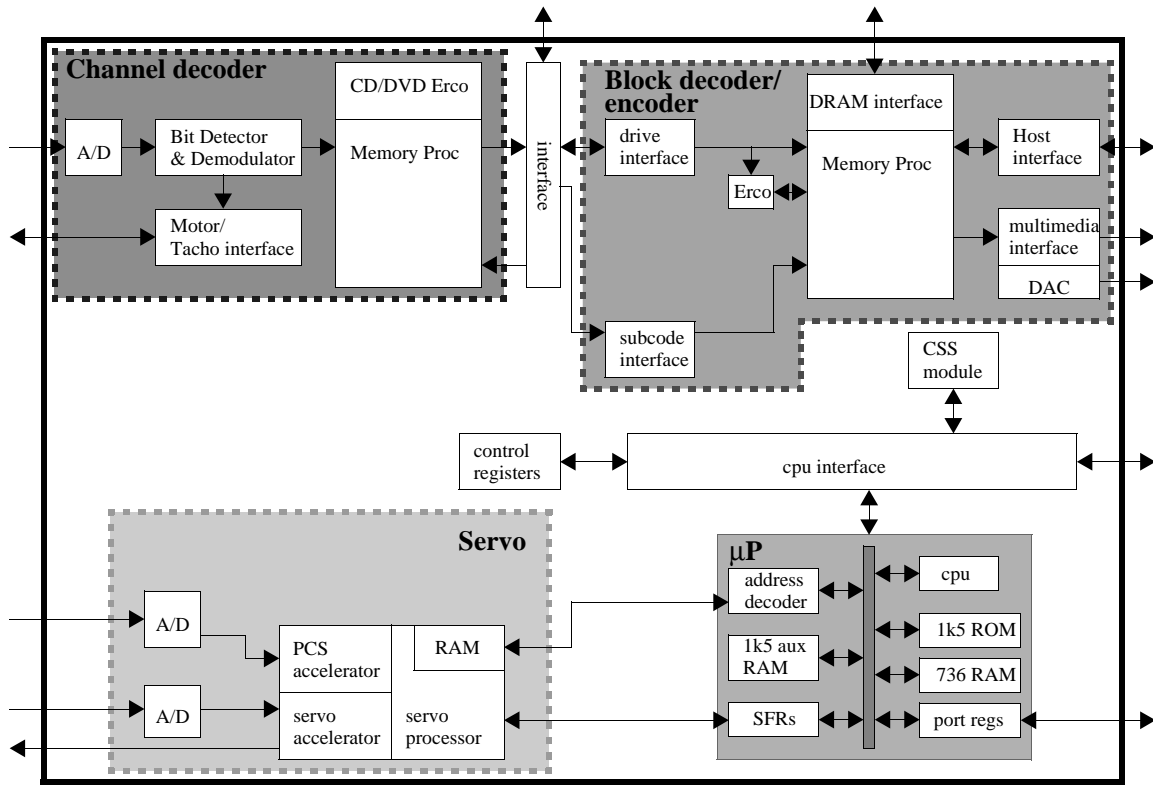 Channel decoder
CD/DVD Erco
Memory Proc
A/D
Bit Detector
& Demodulator
Motor/
Tacho interface
interface
Block decoder/
encoder
DRAM interface
Memory Proc
drive
interface
Erco
subcode
interface
Host
interface
multimedia
interface
DAC
CSS
module
control
registers
cpu interface
Servo
A/D
A/D
PCS
accelerator
RAM
servo
accelerator
servo
processor
µP
address
decoder
1k5 aux
RAM
SFRs
cpu
1k5 ROM
736 RAM
port regs